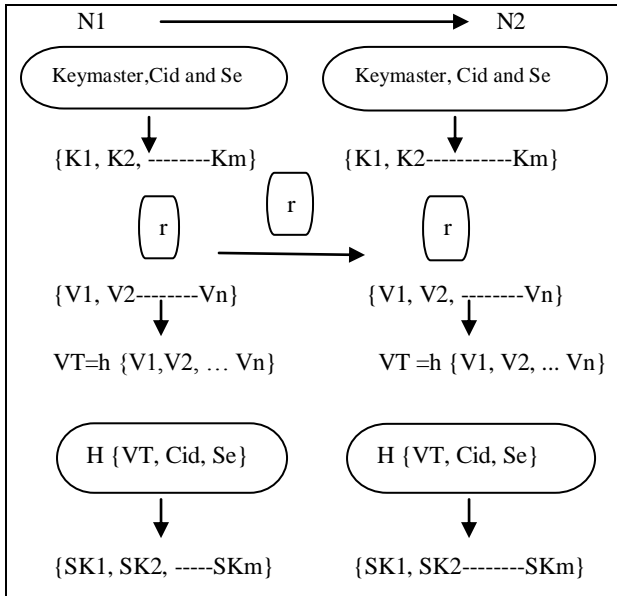 N1 N2
Keymaster,Cid and Se Keymaster, Cid and Se
{K1, K2, --------Km} {K1, K2-----------Km}
r r r
{V1, V2--------Vn} {V1, V2, --------Vn}
VT=h {V1,V2, … Vn} VT =h {V1, V2, ... Vn}
H {VT, Cid, Se} H {VT, Cid, Se}
{SK1, SK2, -----SKm} {SK1, SK2--------SKm}